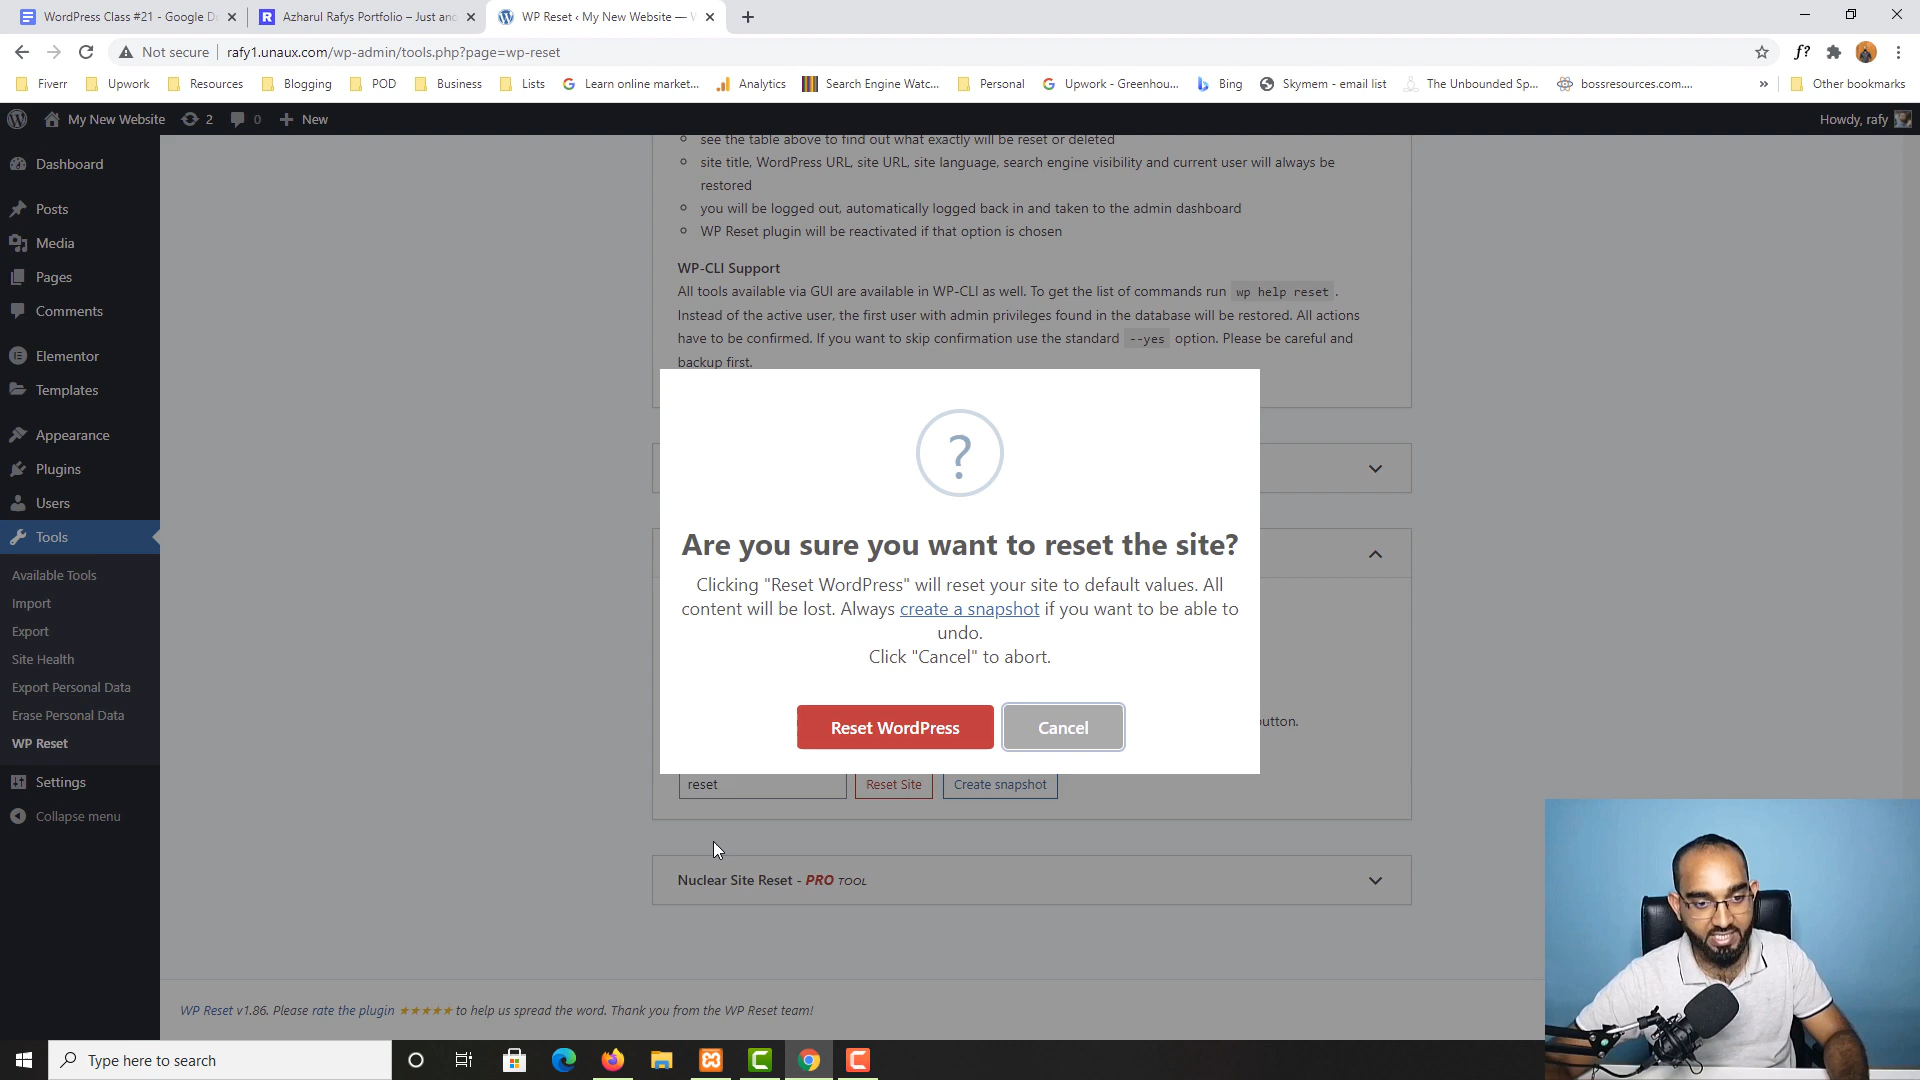 WordPress Class #21 - Google D
Azharul Rafys Portfolio – Just an
WP Reset ‹ My New Website —
Not secure
rafy1.unaux.com/wp-admin/tools.php?page=wp-reset
Fiverr
Upwork
Resources
Blogging
POD
Business
Lists
Learn online market...
Analytics
Search Engine Watc...
Personal
Upwork - Greenhou...
Bing
Skymem - email list
The Unbounded Sp...
bossresources.com....
»
Other bookmarks
My New Website
2
0
New
Howdy, rafy
Dashboard
Posts
Media
Pages
Comments
Elementor
Templates
Appearance
Plugins
Users
Tools
Available Tools
Import
Export
Site Health
Export Personal Data
Erase Personal Data
WP Reset
Settings
Collapse menu
see the table above to find out what exactly will be reset or deleted
site title, WordPress URL, site URL, site language, search engine visibility and current user will always be
restored
you will be logged out, automatically logged back in and taken to the admin dashboard
WP Reset plugin will be reactivated if that option is chosen
WP-CLI Support
All tools available via GUI are available in WP-CLI as well. To get the list of commands run wp help reset .
Instead of the active user, the first user with admin privileges found in the database will be restored. All actions
have to be confirmed. If you want to skip confirmation use the standard --yes option. Please be careful and
backup first.
?
Are you sure you want to reset the site?
Clicking "Reset WordPress" will reset your site to default values. All
content will be lost. Always create a snapshot if you want to be able to
undo.
Click "Cancel" to abort.
Reset WordPress
Cancel
utton.
reset
Reset Site
Create snapshot
Nuclear Site Reset - PRO TOOL
WP Reset v1.86. Please rate the plugin ★★★★★ to help us spread the word. Thank you from the WP Reset team!
Type here to search